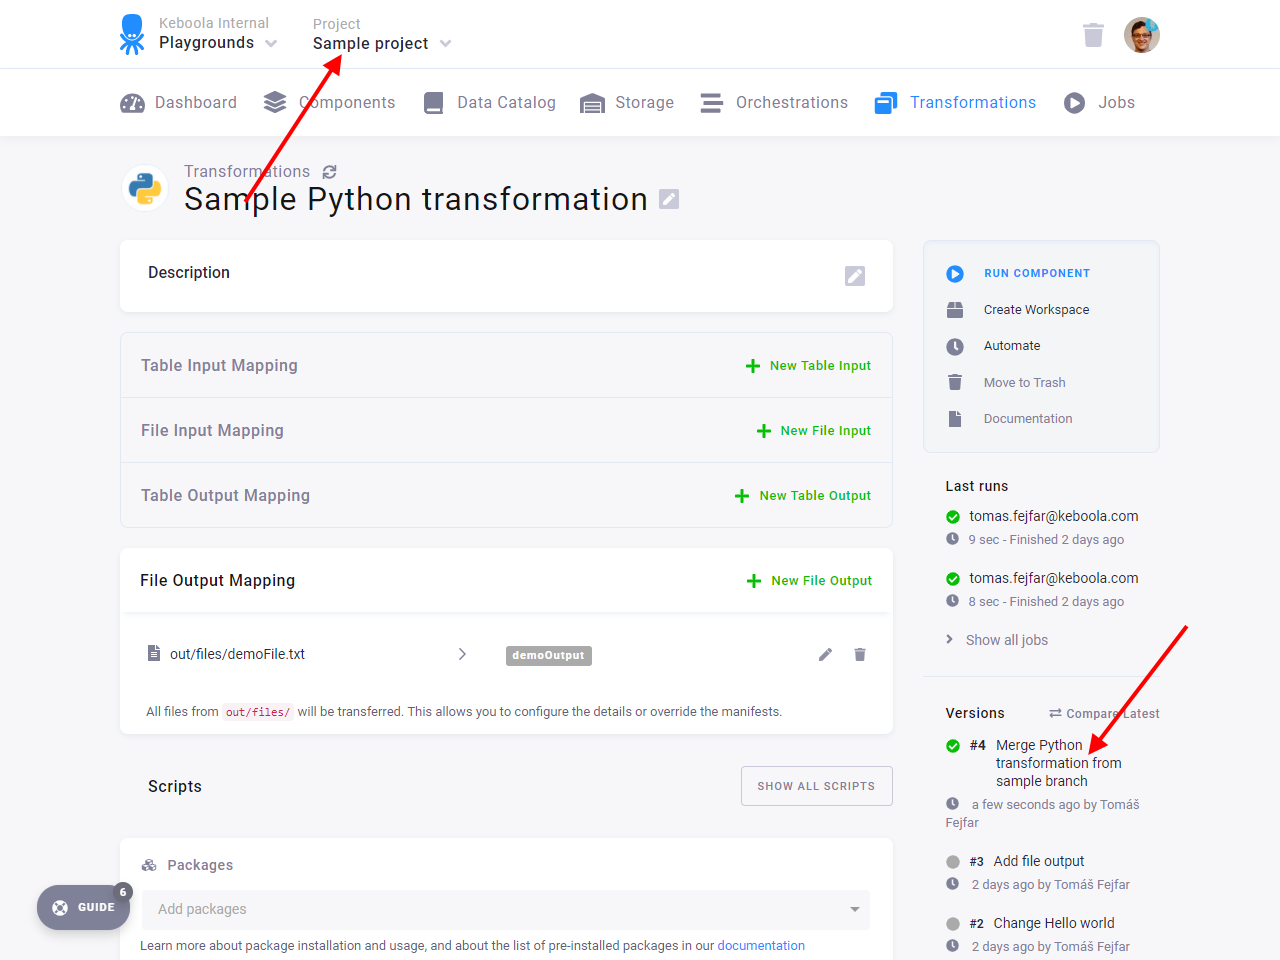 Keboola Internal
Playgrounds
Project
Sample project
Dashboard
Components
Data Catalog
Storage
Orchestrations
Transformations
Jobs
Transformations
Sample Python transformation
Description
Table Input Mapping
New Table Input
File Input Mapping
New File Input
Table Output Mapping
New Table Output
File Output Mapping
New File Output
out/files/demoFile.txt
demoOutput
All files from out/files/ will be transferred. This allows you to configure the details or override the manifests.
Scripts
SHOW ALL SCRIPTS
Packages
Add packages
Learn more about package installation and usage, and about the list of pre-installed packages in our documentation
6
GUIDE
RUN COMPONENT
Create Workspace
Automate
Move to Trash
Documentation
Last runs
tomas.fejfar@keboola.com
9 sec - Finished 2 days ago
tomas.fejfar@keboola.com
8 sec - Finished 2 days ago
Show all jobs
Versions
Compare Latest
#4 Merge Python
transformation from
sample branch
a few seconds ago by Tomáš
Fejfar
#3 Add file output
2 days ago by Tomáš Fejfar
#2 Change Hello world
2 days ago by Tomáš Fejfar